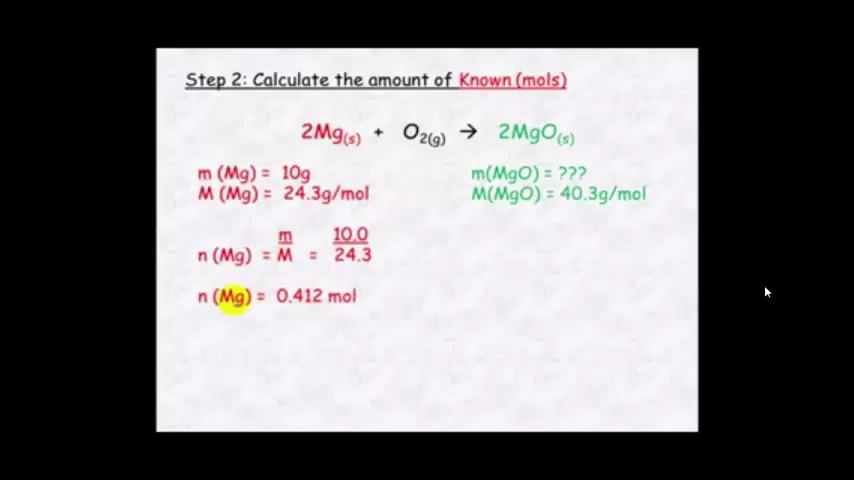 Step 2: Calculate the amount of Known (mols)
2Mg(s) + O2(g) → 2MgO(s)
m (Mg) = 10g
M (Mg) = 24.3g/mol
m(MgO) = ???
M(MgO) = 40.3g/mol
m 10.0
n (Mg) = M = 24.3
n (Mg) = 0.412 mol